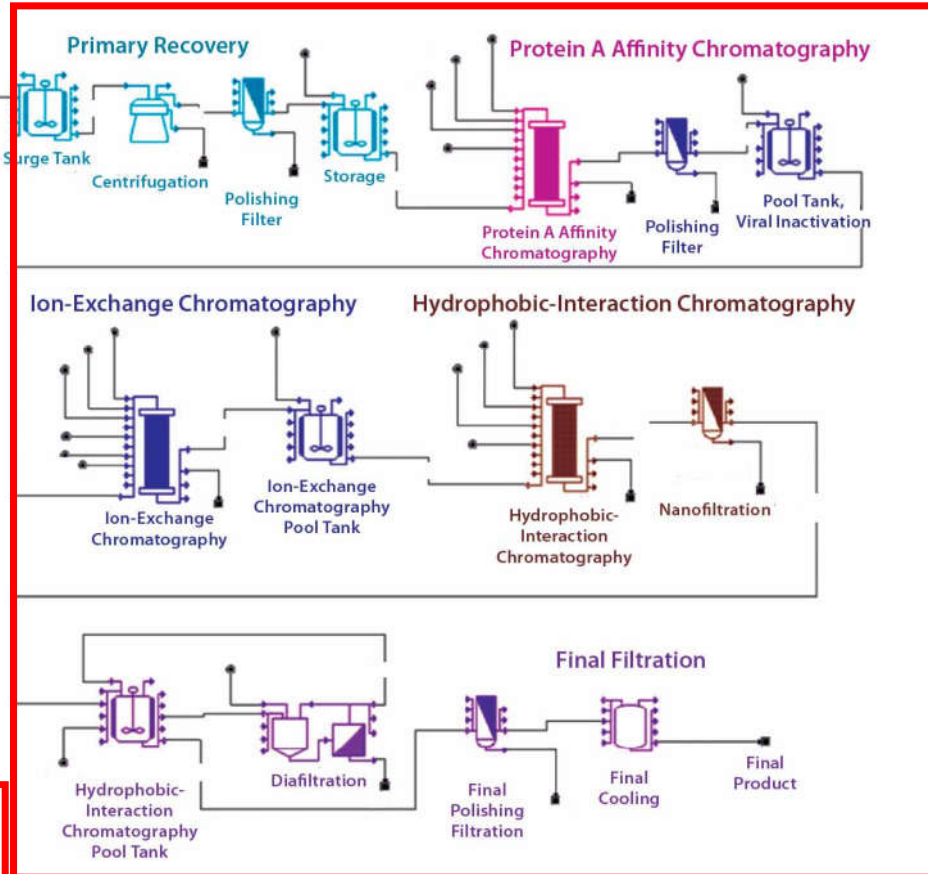 Primary Recovery
Protein A Affinity Chromatography
Surge Tank
Centrifugation
Polishing
Filter
Storage
Protein A Affinity
Chromatography
Polishing
Filter
Pool Tank,
Viral Inactivation
Ion-Exchange Chromatography
Hydrophobic-Interaction Chromatography
Ion-Exchange
Chromatography
Ion-Exchange
Chromatography
Pool Tank
Hydrophobic-
Interaction
Chromatography
Nanofiltration
Final Filtration
Hydrophobic-
Interaction
Chromatography
Pool Tank
Diafiltration
Final
Polishing
Filtration
Final
Cooling
Final
Product